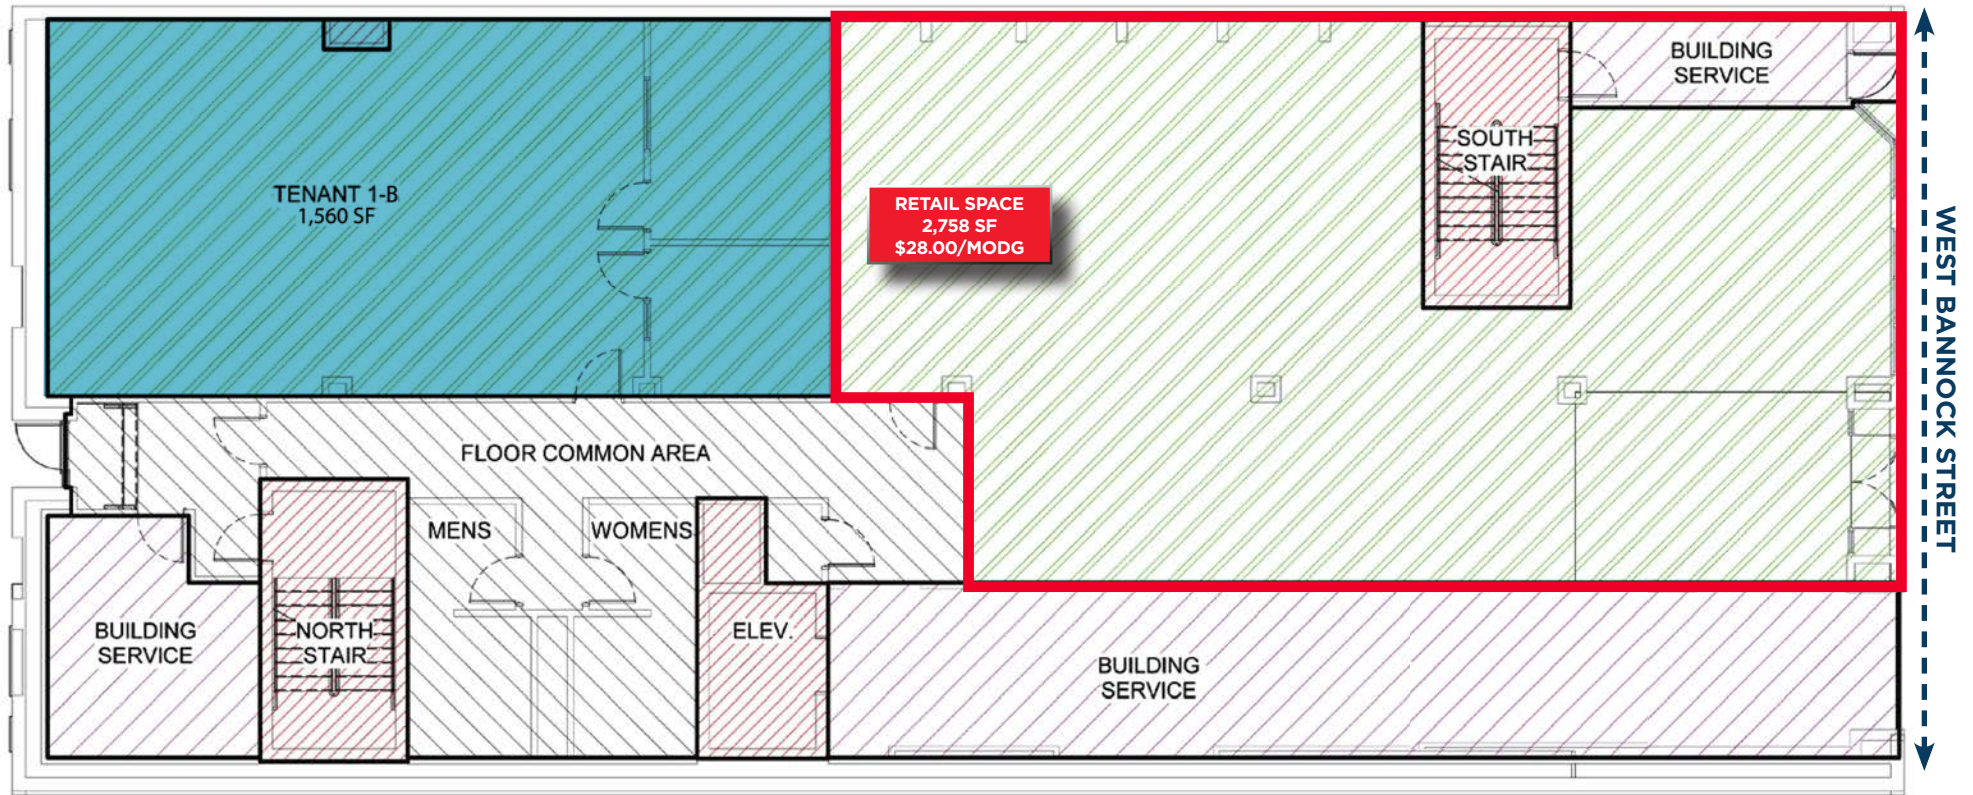 BUILDING
SERVICE
SOUTH
STAIR
TENANT 1-B
1,560 SF
RETAIL SPACE
2,758 SF
$28.00/MODG
WEST BANNOCK STREET
FLOOR COMMON AREA
MENS
WOMENS
BUILDING
SERVICE
NORTH
STAIR
ELEV.
BUILDING
SERVICE